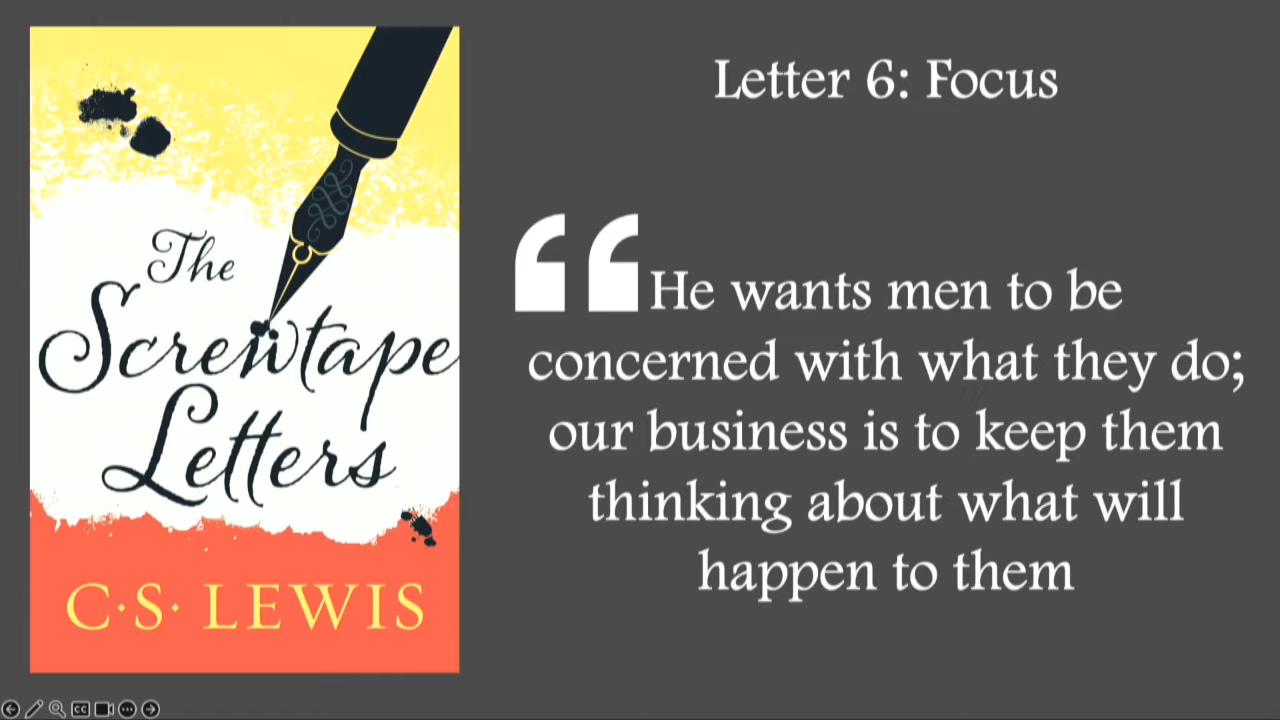 The
Screwtape
Letters
C·S· LEWIS
Letter 6: Focus
“He wants men to be
concerned with what they do;
our business is to keep them
thinking about what will
happen to them
CC